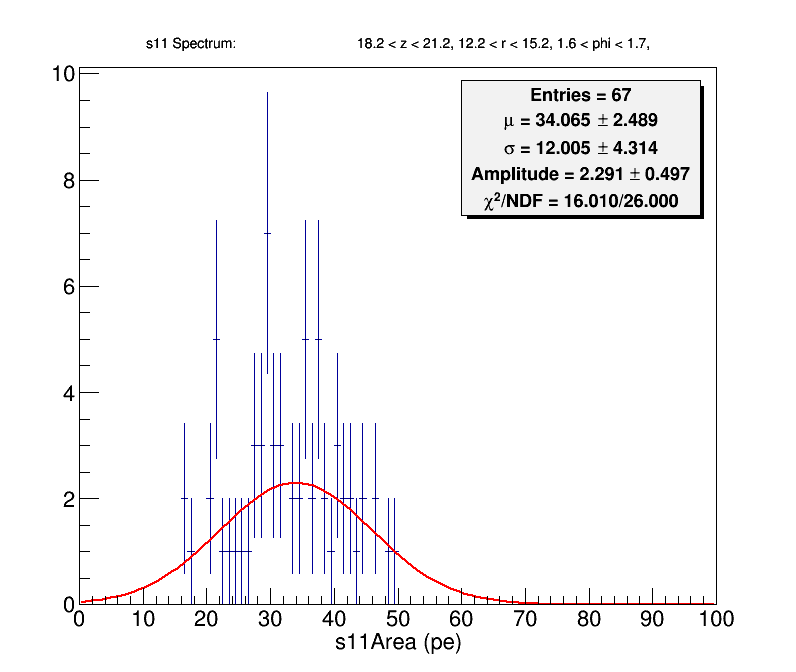 s11 Spectrum: 18.2 < z < 21.2, 12.2 < r < 15.2, 1.6 < phi < 1.7,
Entries = 67
μ = 34.065 ± 2.489
σ = 12.005 ± 4.314
Amplitude = 2.291 ± 0.497
χ²/NDF = 16.010/26.000
10
8
6
4
2
0
0 10 20 30 40 50 60 70 80 90 100
s11Area (pe)